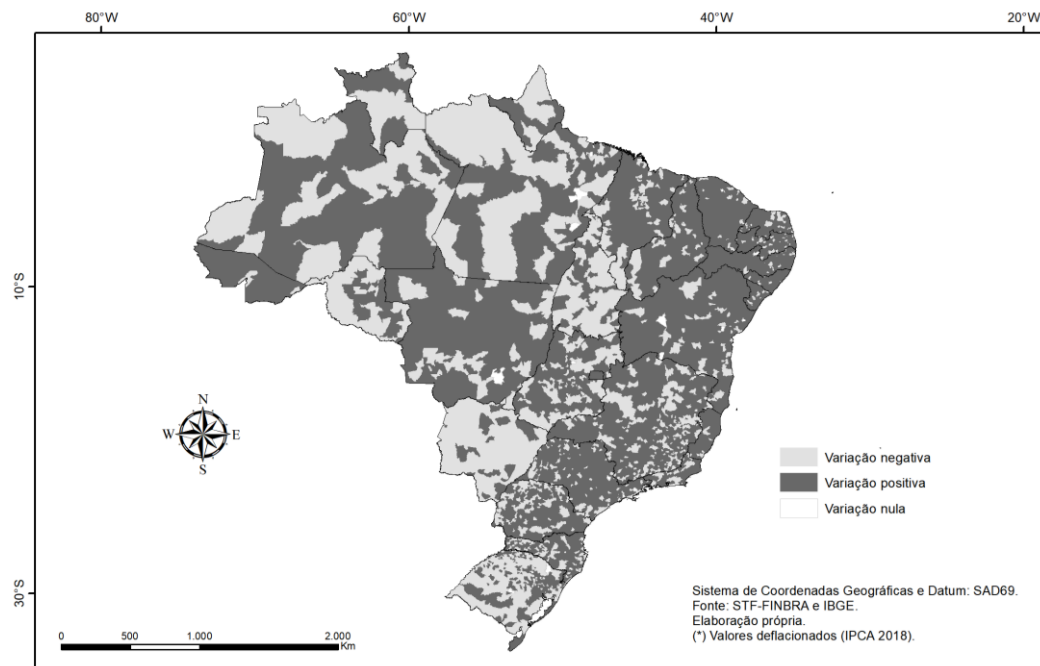 80°W
60°W
40°W
20°W
10°S
30°S
N
W
E
S
Variação negativa
Variação positiva
Variação nula
Sistema de Coordenadas Geográficas e Datum: SAD69.
Fonte: STF-FINBRA e IBGE.
Elaboração própria.
(*) Valores deflacionados (IPCA 2018).
0 500 1.000 2.000
Km